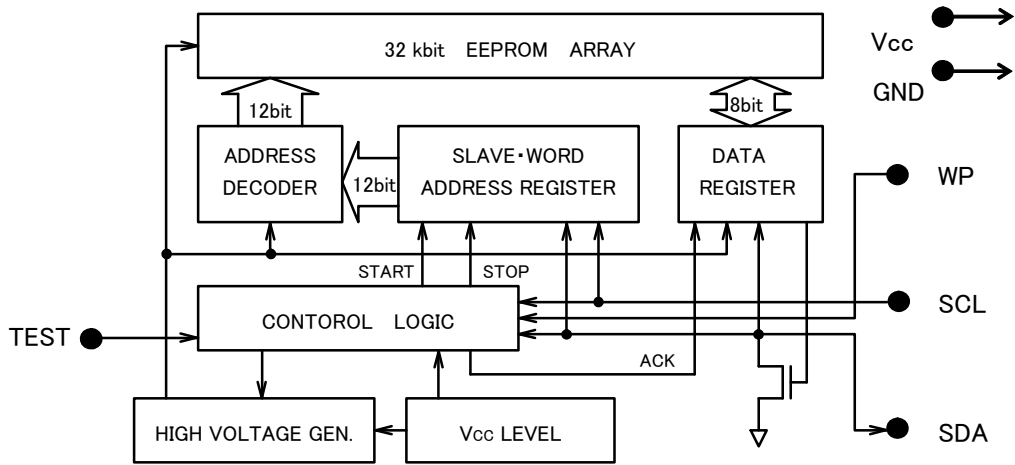 32 kbit EEPROM ARRAY
Vcc
GND
12bit
8bit
ADDRESS
DECODER
12bit
SLAVE・WORD
ADDRESS REGISTER
DATA
REGISTER
WP
START
STOP
SCL
TEST
CONTOROL LOGIC
ACK
HIGH VOLTAGE GEN.
Vcc LEVEL
SDA